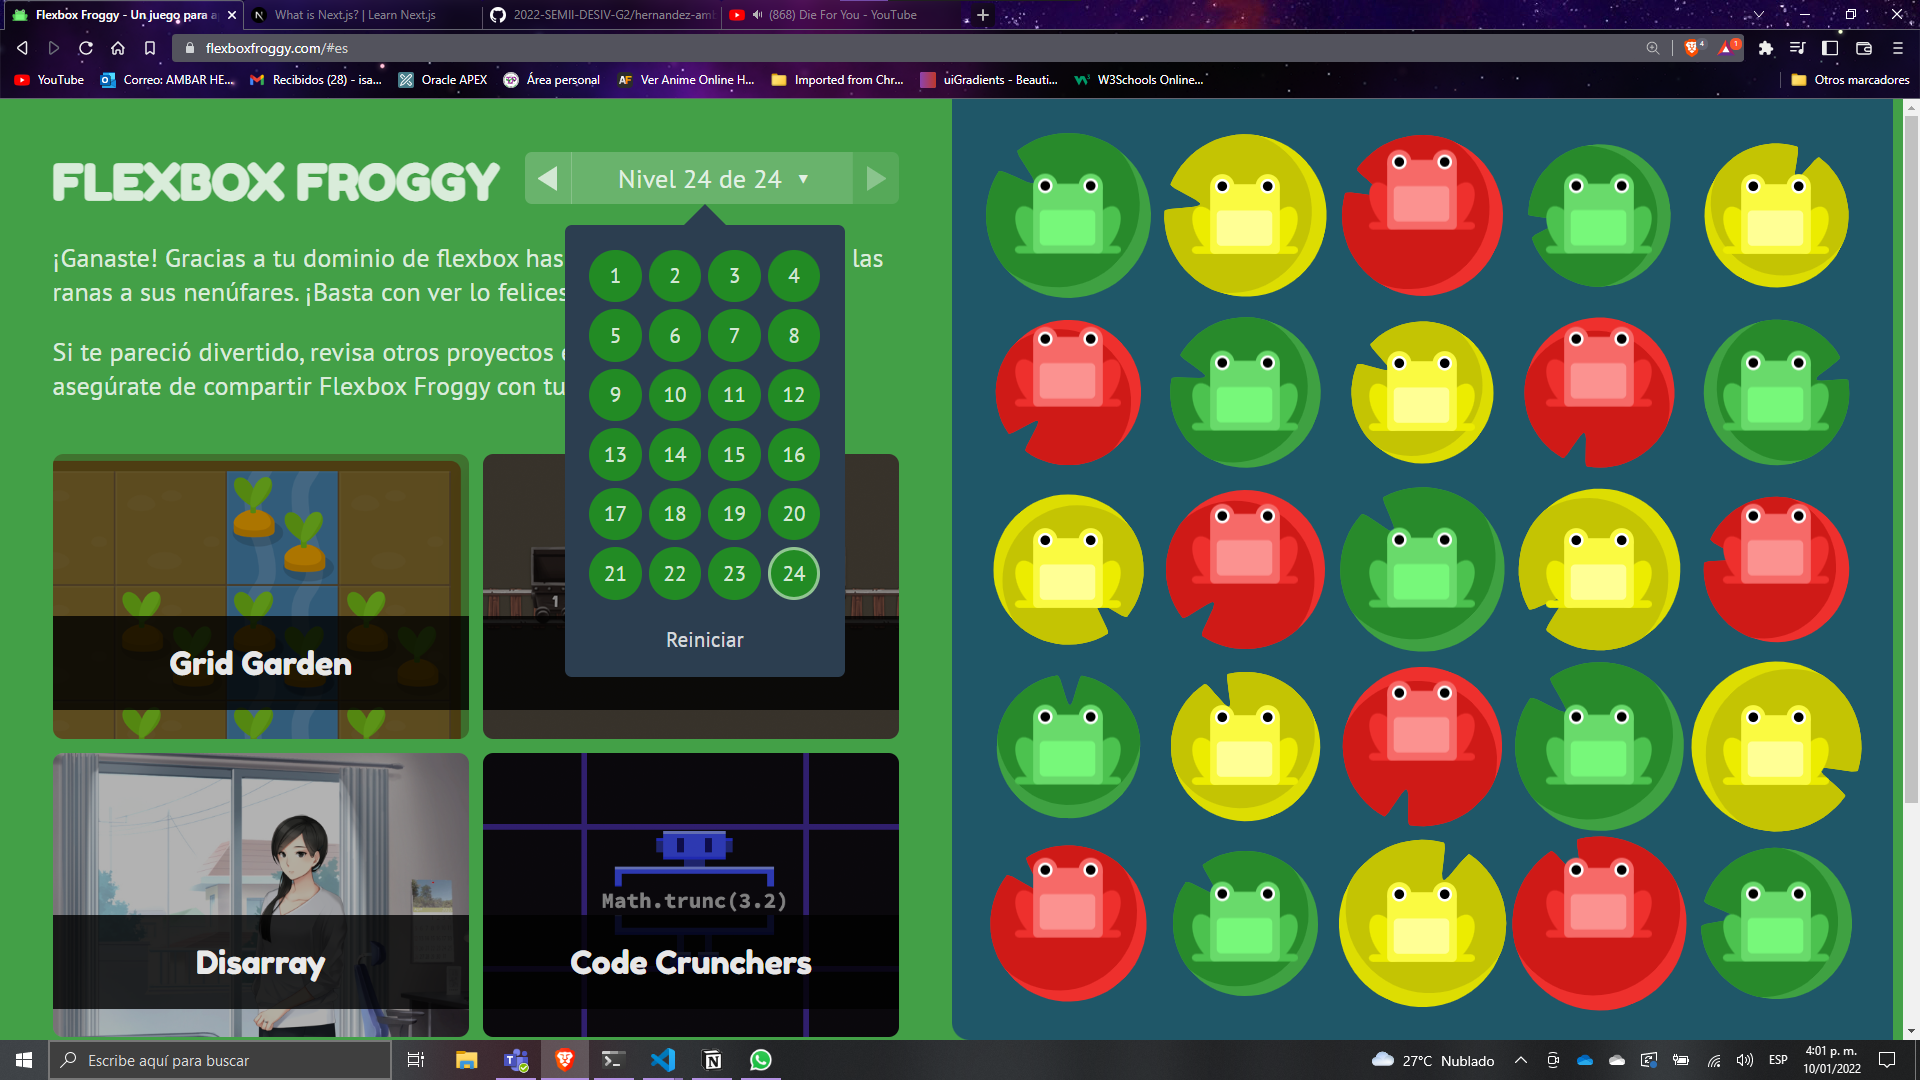 Flexbox Froggy - Un juego para a
What is Next.js? | Learn Next.js
2022-SEMII-DESIV-G2/hernandez-amb
(868) Die For You - YouTube
flexboxfroggy.com/#es
4
1
YouTube
Correo: AMBAR HE...
Recibidos (28) - isa...
Oracle APEX
Área personal
Ver Anime Online H...
Imported from Chr...
uiGradients - Beauti...
W3Schools Online...
Otros marcadores
FLEXBOX FROGGY
Nivel 24 de 24
¡Ganaste! Gracias a tu dominio de flexbox has
las
ranas a sus nenúfares. ¡Basta con ver lo felices
Si te pareció divertido, revisa otros proyectos
asegúrate de compartir Flexbox Froggy con tu
1 2 3 4
5 6 7 8
9 10 11 12
13 14 15 16
17 18 19 20
21 22 23 24
Reiniciar
1
Grid Garden
Math.trunc(3.2)
Disarray
Code Crunchers
Escribe aquí para buscar
27°C Nublado
ESP
4:01 p. m.
10/01/2022